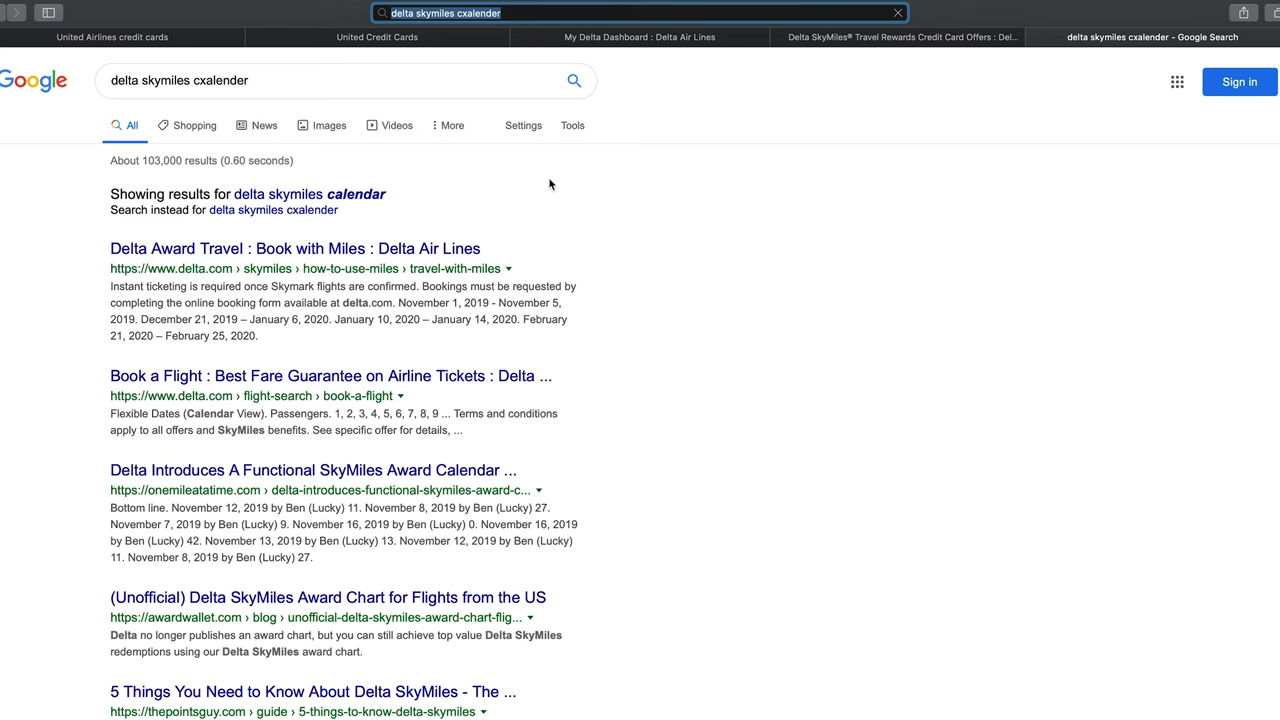 delta skymiles cxalender
United Airlines credit cards
United Credit Cards
My Delta Dashboard : Delta Air Lines
Delta SkyMiles® Travel Rewards Credit Card Offers : Del...
delta skymiles cxalender - Google Search
Google
delta skymiles cxalender
Sign in
All
Shopping
News
Images
Videos
More
Settings
Tools
About 103,000 results (0.60 seconds)
Showing results for delta skymiles calendar
Search instead for delta skymiles cxalender
Delta Award Travel : Book with Miles : Delta Air Lines
https://www.delta.com › skymiles › how-to-use-miles › travel-with-miles
Instant ticketing is required once Skymark flights are confirmed. Bookings must be requested by
completing the online booking form available at delta.com. November 1, 2019 - November 5,
2019. December 21, 2019 – January 6, 2020. January 10, 2020 – January 14, 2020. February
21, 2020 – February 25, 2020.
Book a Flight : Best Fare Guarantee on Airline Tickets : Delta ...
https://www.delta.com › flight-search › book-a-flight
Flexible Dates (Calendar View). Passengers. 1, 2, 3, 4, 5, 6, 7, 8, 9 ... Terms and conditions
apply to all offers and SkyMiles benefits. See specific offer for details, ...
Delta Introduces A Functional SkyMiles Award Calendar ...
https://onemileatatime.com › delta-introduces-functional-skymiles-award-c...
Bottom line. November 12, 2019 by Ben (Lucky) 11. November 8, 2019 by Ben (Lucky) 27.
November 7, 2019 by Ben (Lucky) 9. November 16, 2019 by Ben (Lucky) 0. November 16, 2019
by Ben (Lucky) 42. November 13, 2019 by Ben (Lucky) 13. November 12, 2019 by Ben (Lucky)
11. November 8, 2019 by Ben (Lucky) 27.
(Unofficial) Delta SkyMiles Award Chart for Flights from the US
https://awardwallet.com › blog › unofficial-delta-skymiles-award-chart-flig...
Delta no longer publishes an award chart, but you can still achieve top value Delta SkyMiles
redemptions using our Delta SkyMiles award chart.
5 Things You Need to Know About Delta SkyMiles - The ...
https://thepointsguy.com › guide › 5-things-to-know-delta-skymiles